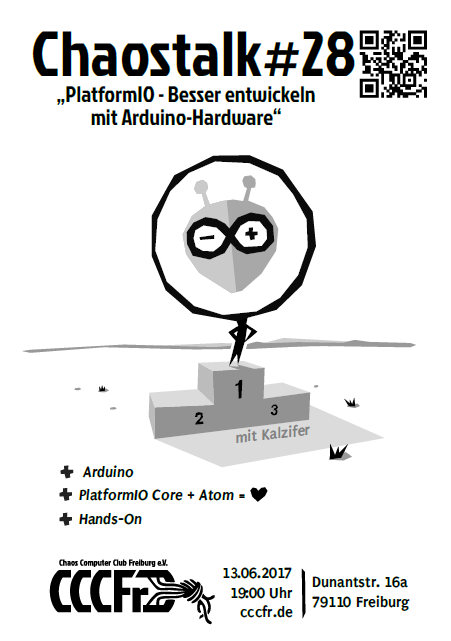 Chaostalk#28
„PlatformIO - Besser entwickeln
mit Arduino-Hardware“
− +
1
2
3
mit Kalzifer
+ Arduino
+ PlatformIO Core + Atom = ♥
+ Hands-On
Chaos Computer Club Freiburg e.V.
CCCFr
13.06.2017
19:00 Uhr
cccfr.de
Dunantstr. 16a
79110 Freiburg